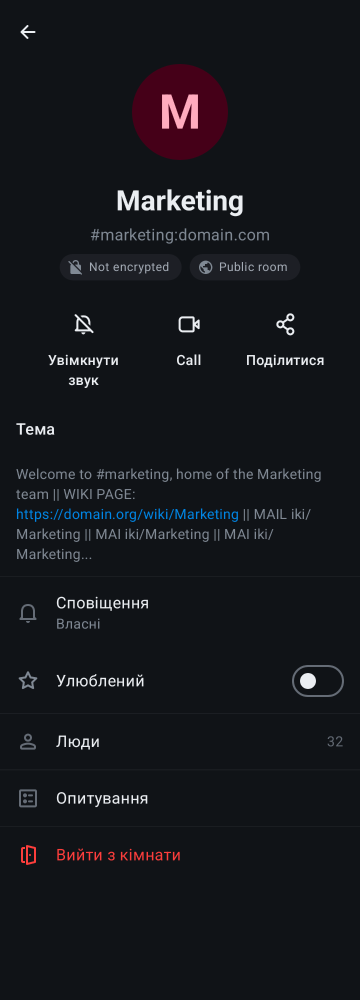 M
Marketing
#marketing:domain.com
Not encrypted
Public room
Увімкнути
звук
Call
Поділитися
Тема
Welcome to #marketing, home of the Marketing
team || WIKI PAGE:
https://domain.org/wiki/Marketing || MAIL iki/
Marketing || MAI iki/Marketing || MAI iki/
Marketing...
Сповіщення
Власні
Улюблений
Люди
32
Опитування
Вийти з кімнати